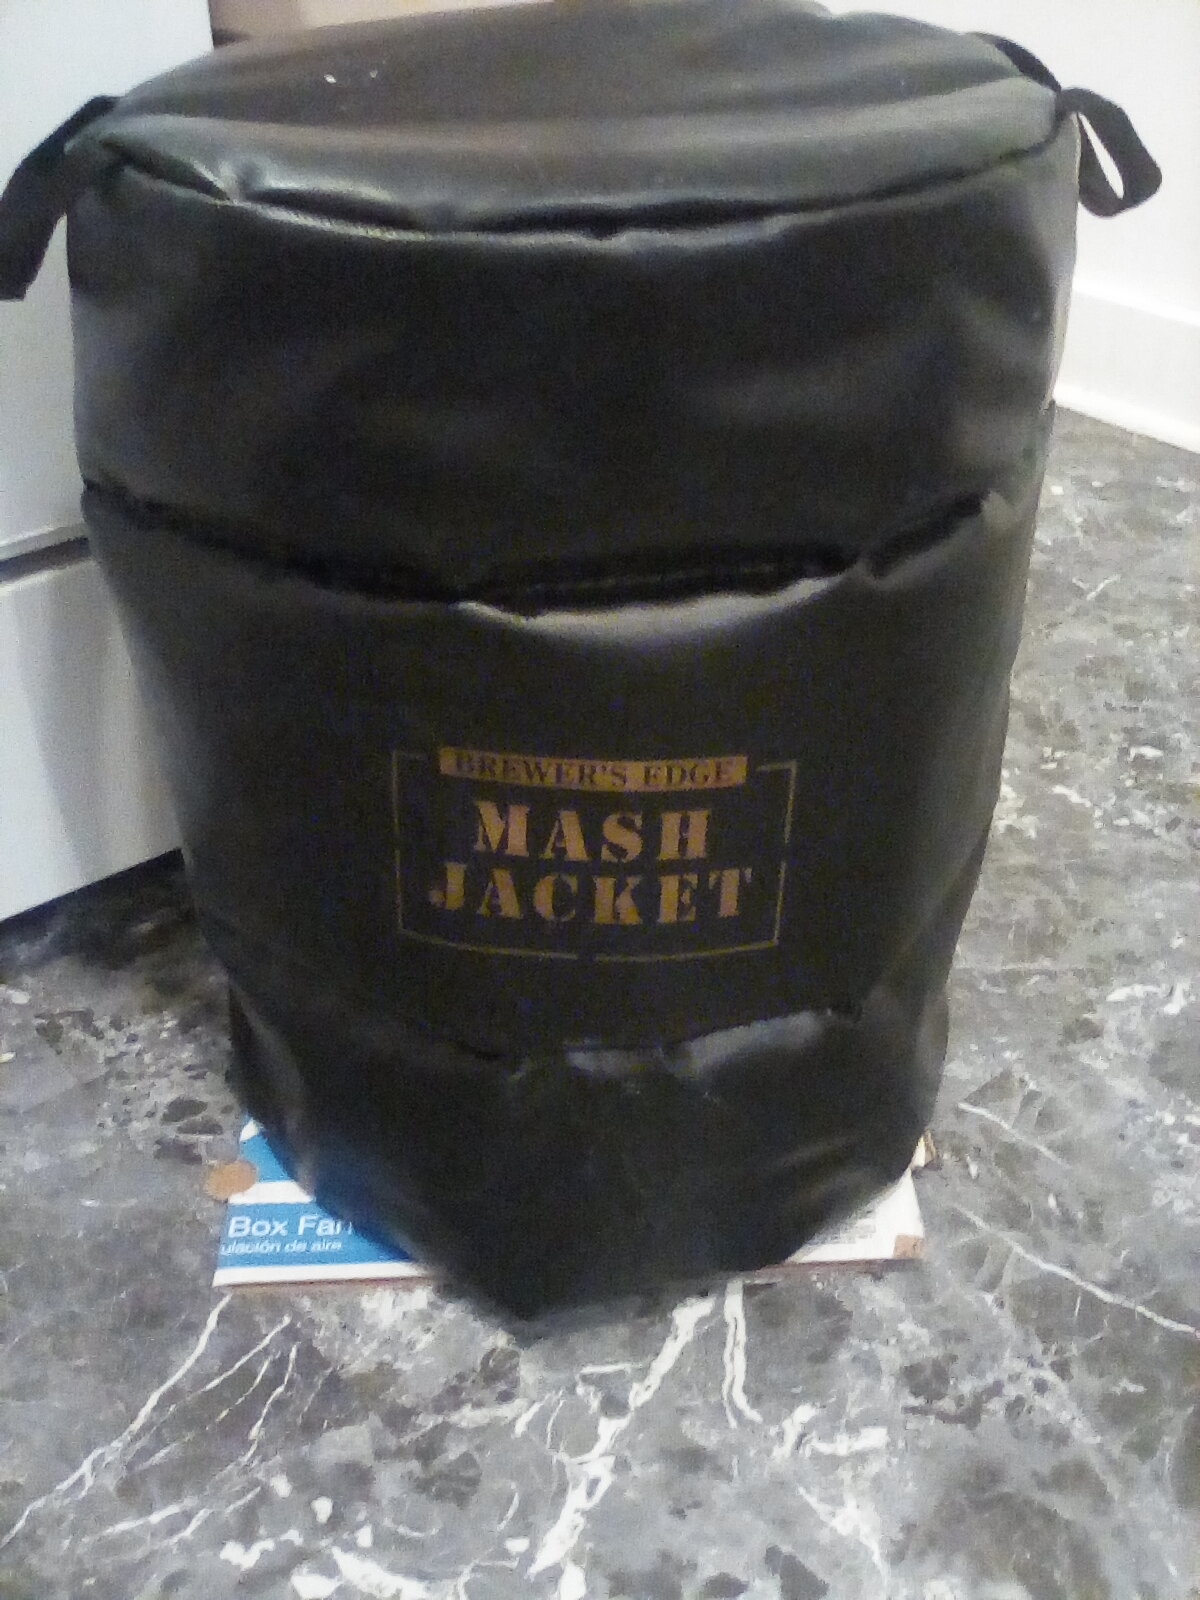 BREWER'S EDGE
MASH
JACKET
Box Fan
ulación de aire